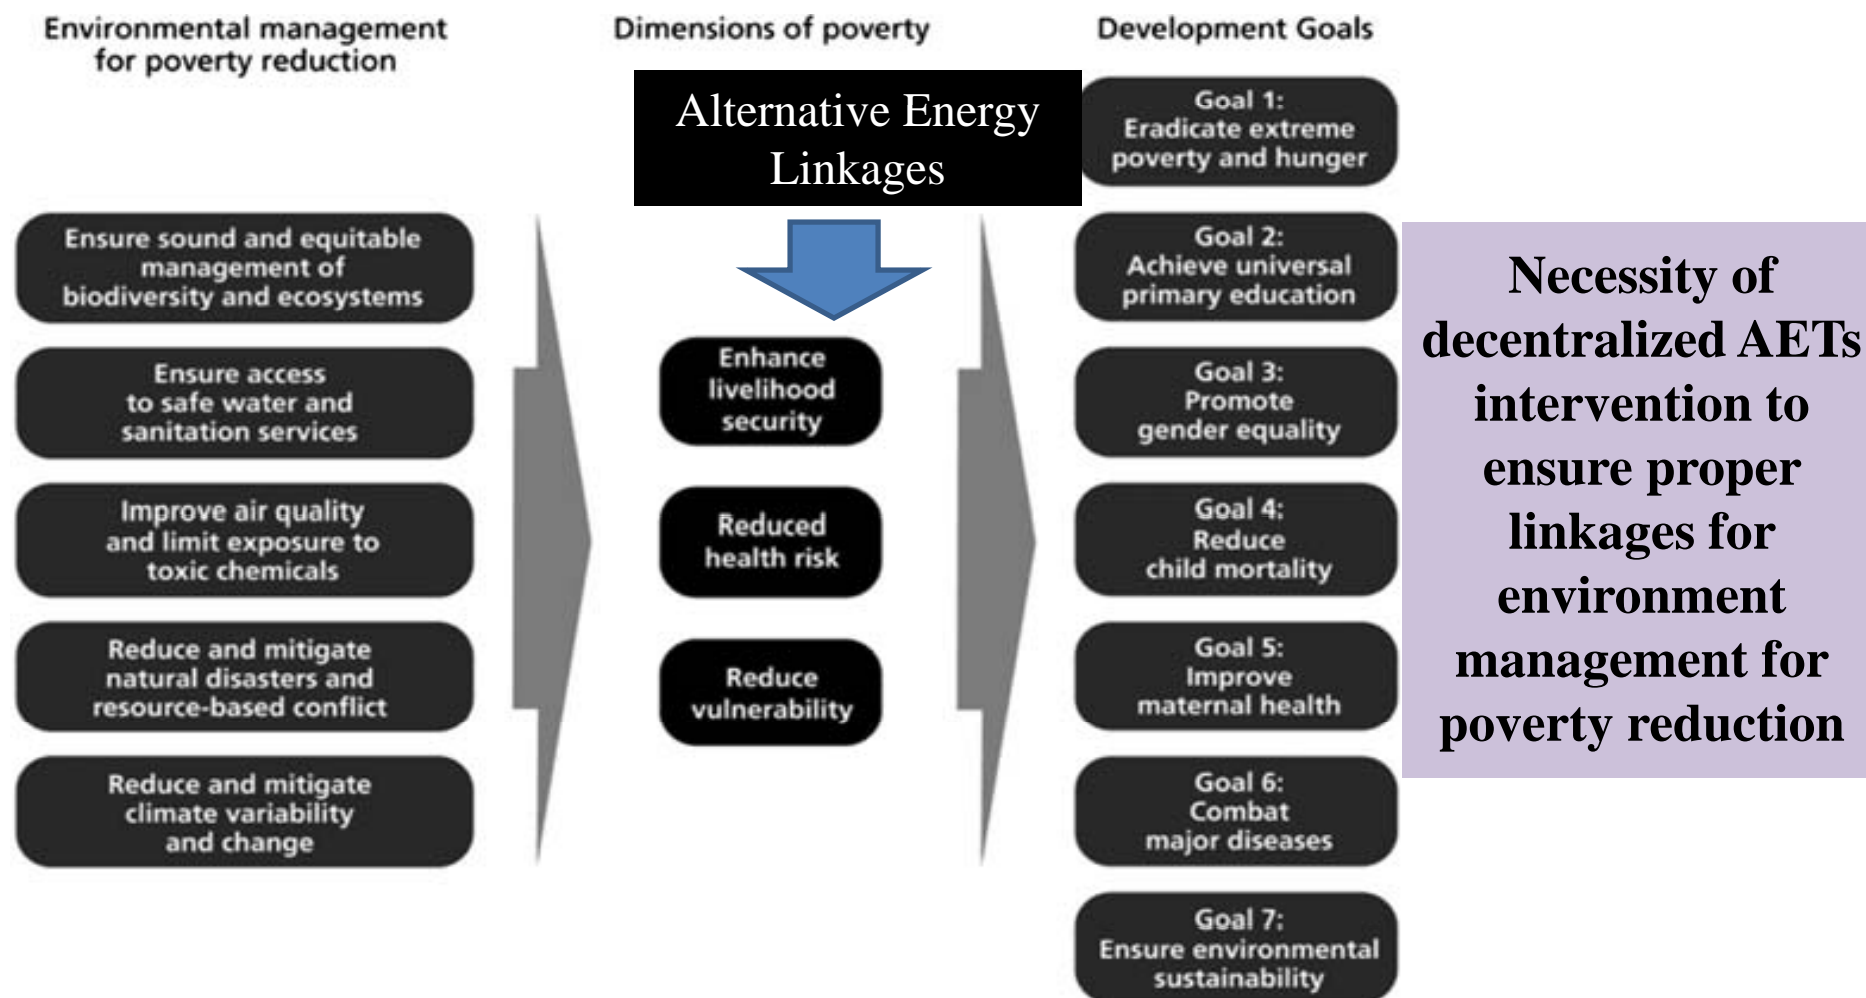 Environmental management
for poverty reduction
Ensure sound and equitable
management of
biodiversity and ecosystems
Ensure access
to safe water and
sanitation services
Improve air quality
and limit exposure to
toxic chemicals
Reduce and mitigate
natural disasters and
resource-based conflict
Reduce and mitigate
climate variability
and change
Dimensions of poverty
Alternative Energy
Linkages
Enhance
livelihood
security
Reduced
health risk
Reduce
vulnerability
Development Goals
Goal 1:
Eradicate extreme
poverty and hunger
Goal 2:
Achieve universal
primary education
Goal 3:
Promote
gender equality
Goal 4:
Reduce
child mortality
Goal 5:
Improve
maternal health
Goal 6:
Combat
major diseases
Goal 7:
Ensure environmental
sustainability
Necessity of
decentralized AETs
intervention to
ensure proper
linkages for
environment
management for
poverty reduction